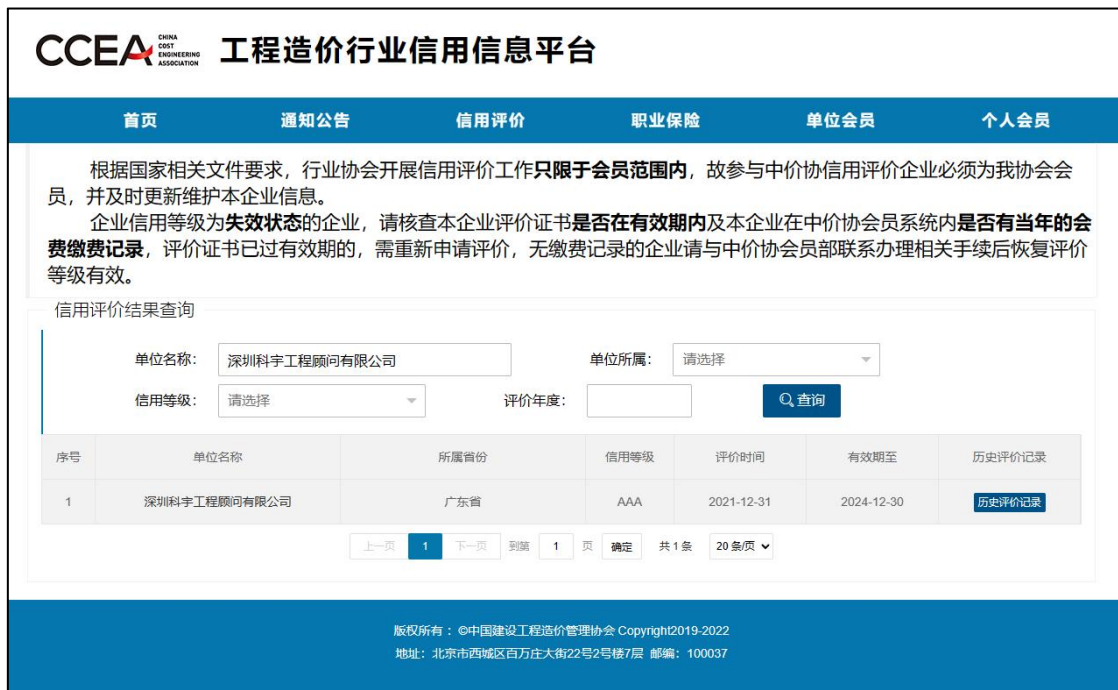 CCEA CHINA COST ENGINEERING ASSOCIATION 工程造价行业信用信息平台
首页 通知公告 信用评价 职业保险 单位会员 个人会员
根据国家相关文件要求，行业协会开展信用评价工作只限于会员范围内，故参与中价协信用评价企业必须为我协会会
员，并及时更新维护本企业信息。
企业信用等级为失效状态的企业，请核查本企业评价证书是否在有效期内及本企业在中价协会员系统内是否有当年的会
费缴费记录，评价证书已过有效期的，需重新申请评价，无缴费记录的企业请与中价协会员部联系办理相关手续后恢复评价
等级有效。
信用评价结果查询
单位名称： 深圳科宇工程顾问有限公司 单位所属： 请选择
信用等级： 请选择 评价年度： 查询
序号 单位名称 所属省份 信用等级 评价时间 有效期至 历史评价记录
1 深圳科宇工程顾问有限公司 广东省 AAA 2021-12-31 2024-12-30 历史评价记录
上一页 1 下一页 到第 1 页 确定 共 1 条 20 条/页
版权所有：©中国建设工程造价管理协会 Copyright2019-2022
地址：北京市西城区百万庄大街22号2号楼7层 邮编：100037